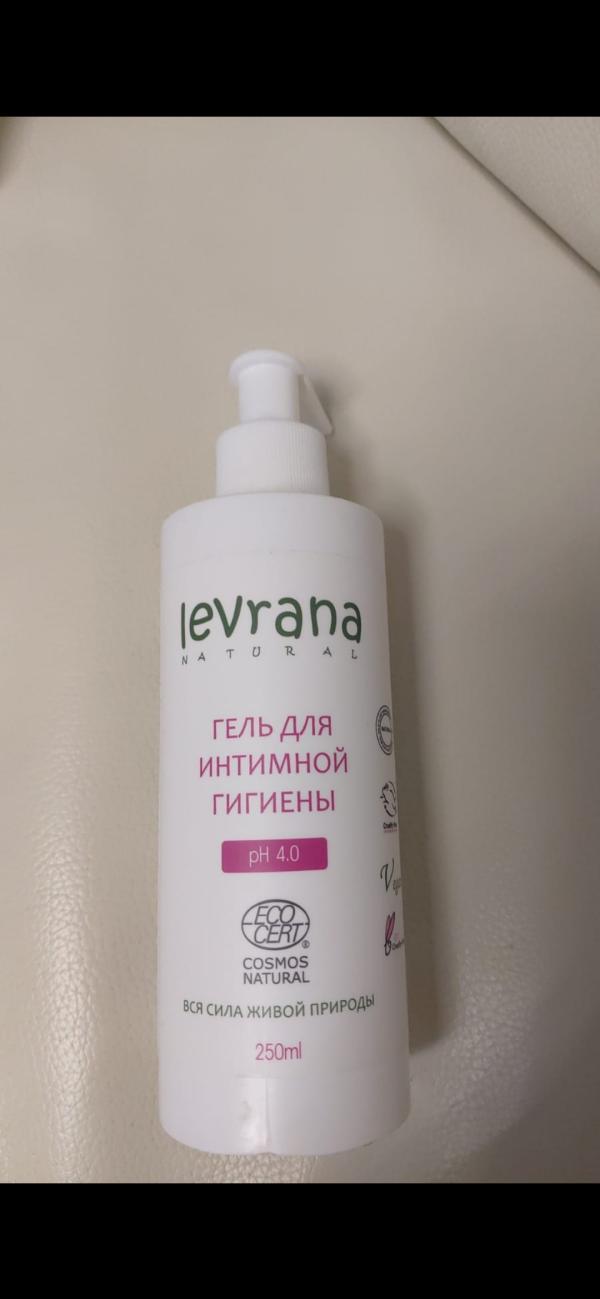 levrana
NATURAL
ГЕЛЬ ДЛЯ
ИНТИМНОЙ
ГИГИЕНЫ
pH 4.0
ECO
CERT
®
COSMOS
NATURAL
ВСЯ СИЛА ЖИВОЙ ПРИРОДЫ
250ml